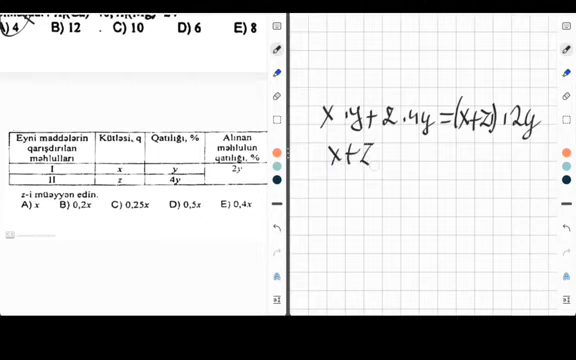 A) 4 B) 12 C) 10 D) 6 E) 8
Eyni maddələrin qarışdırılan məhlulları Kütləsi, q Qatılığı, % Alınan məhlulun qatılığı, %
I x y 2y
II z 4y
z-i müəyyən edin.
A) x B) 0,2x C) 0,25x D) 0,5x E) 0,4x
x · y + z · 4y = (x+z) · 2y
x+z